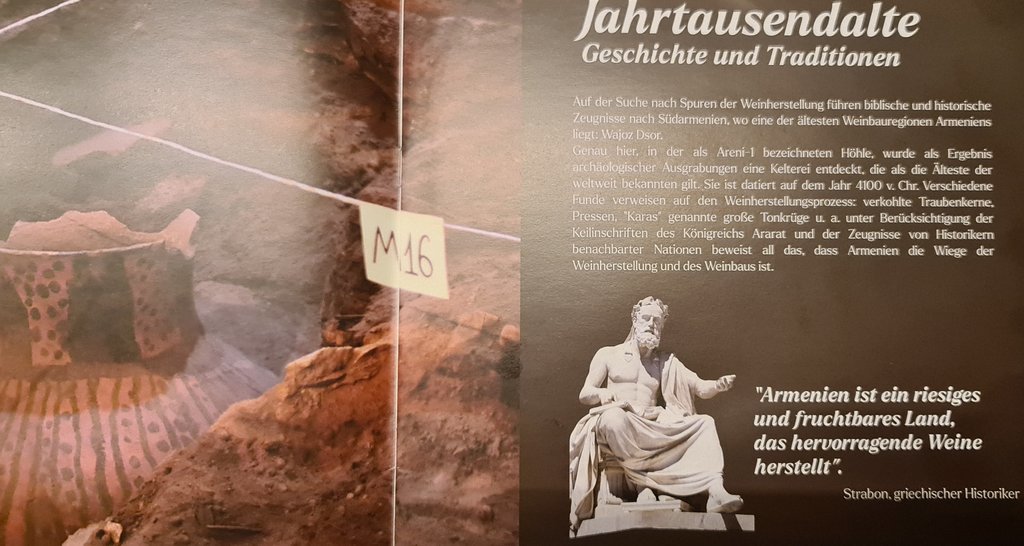 M16
Jahrtausendalte
Geschichte und Traditionen
Auf der Suche nach Spuren der Weinherstellung führen biblische und historische
Zeugnisse nach Südarmenien, wo eine der ältesten Weinbauregionen Armeniens
liegt: Wajoz Dsor.
Genau hier, in der als Areni-1 bezeichneten Höhle, wurde als Ergebnis
archäologischer Ausgrabungen eine Kelterei entdeckt, die als die Älteste der
weltweit bekannten gilt. Sie ist datiert auf dem Jahr 4100 v. Chr. Verschiedene
Funde verweisen auf den Weinherstellungsprozess: verkohlte Traubenkerne,
Pressen, "Karas" genannte große Tonkrüge u. a. unter Berücksichtigung der
Keilinschriften des Königreichs Ararat und der Zeugnisse von Historikern
benachbarter Nationen beweist all das, dass Armenien die Wiege der
Weinherstellung und des Weinbaus ist.
"Armenien ist ein riesiges
und fruchtbares Land,
das hervorragende Weine
herstellt".
Strabon, griechischer Historiker